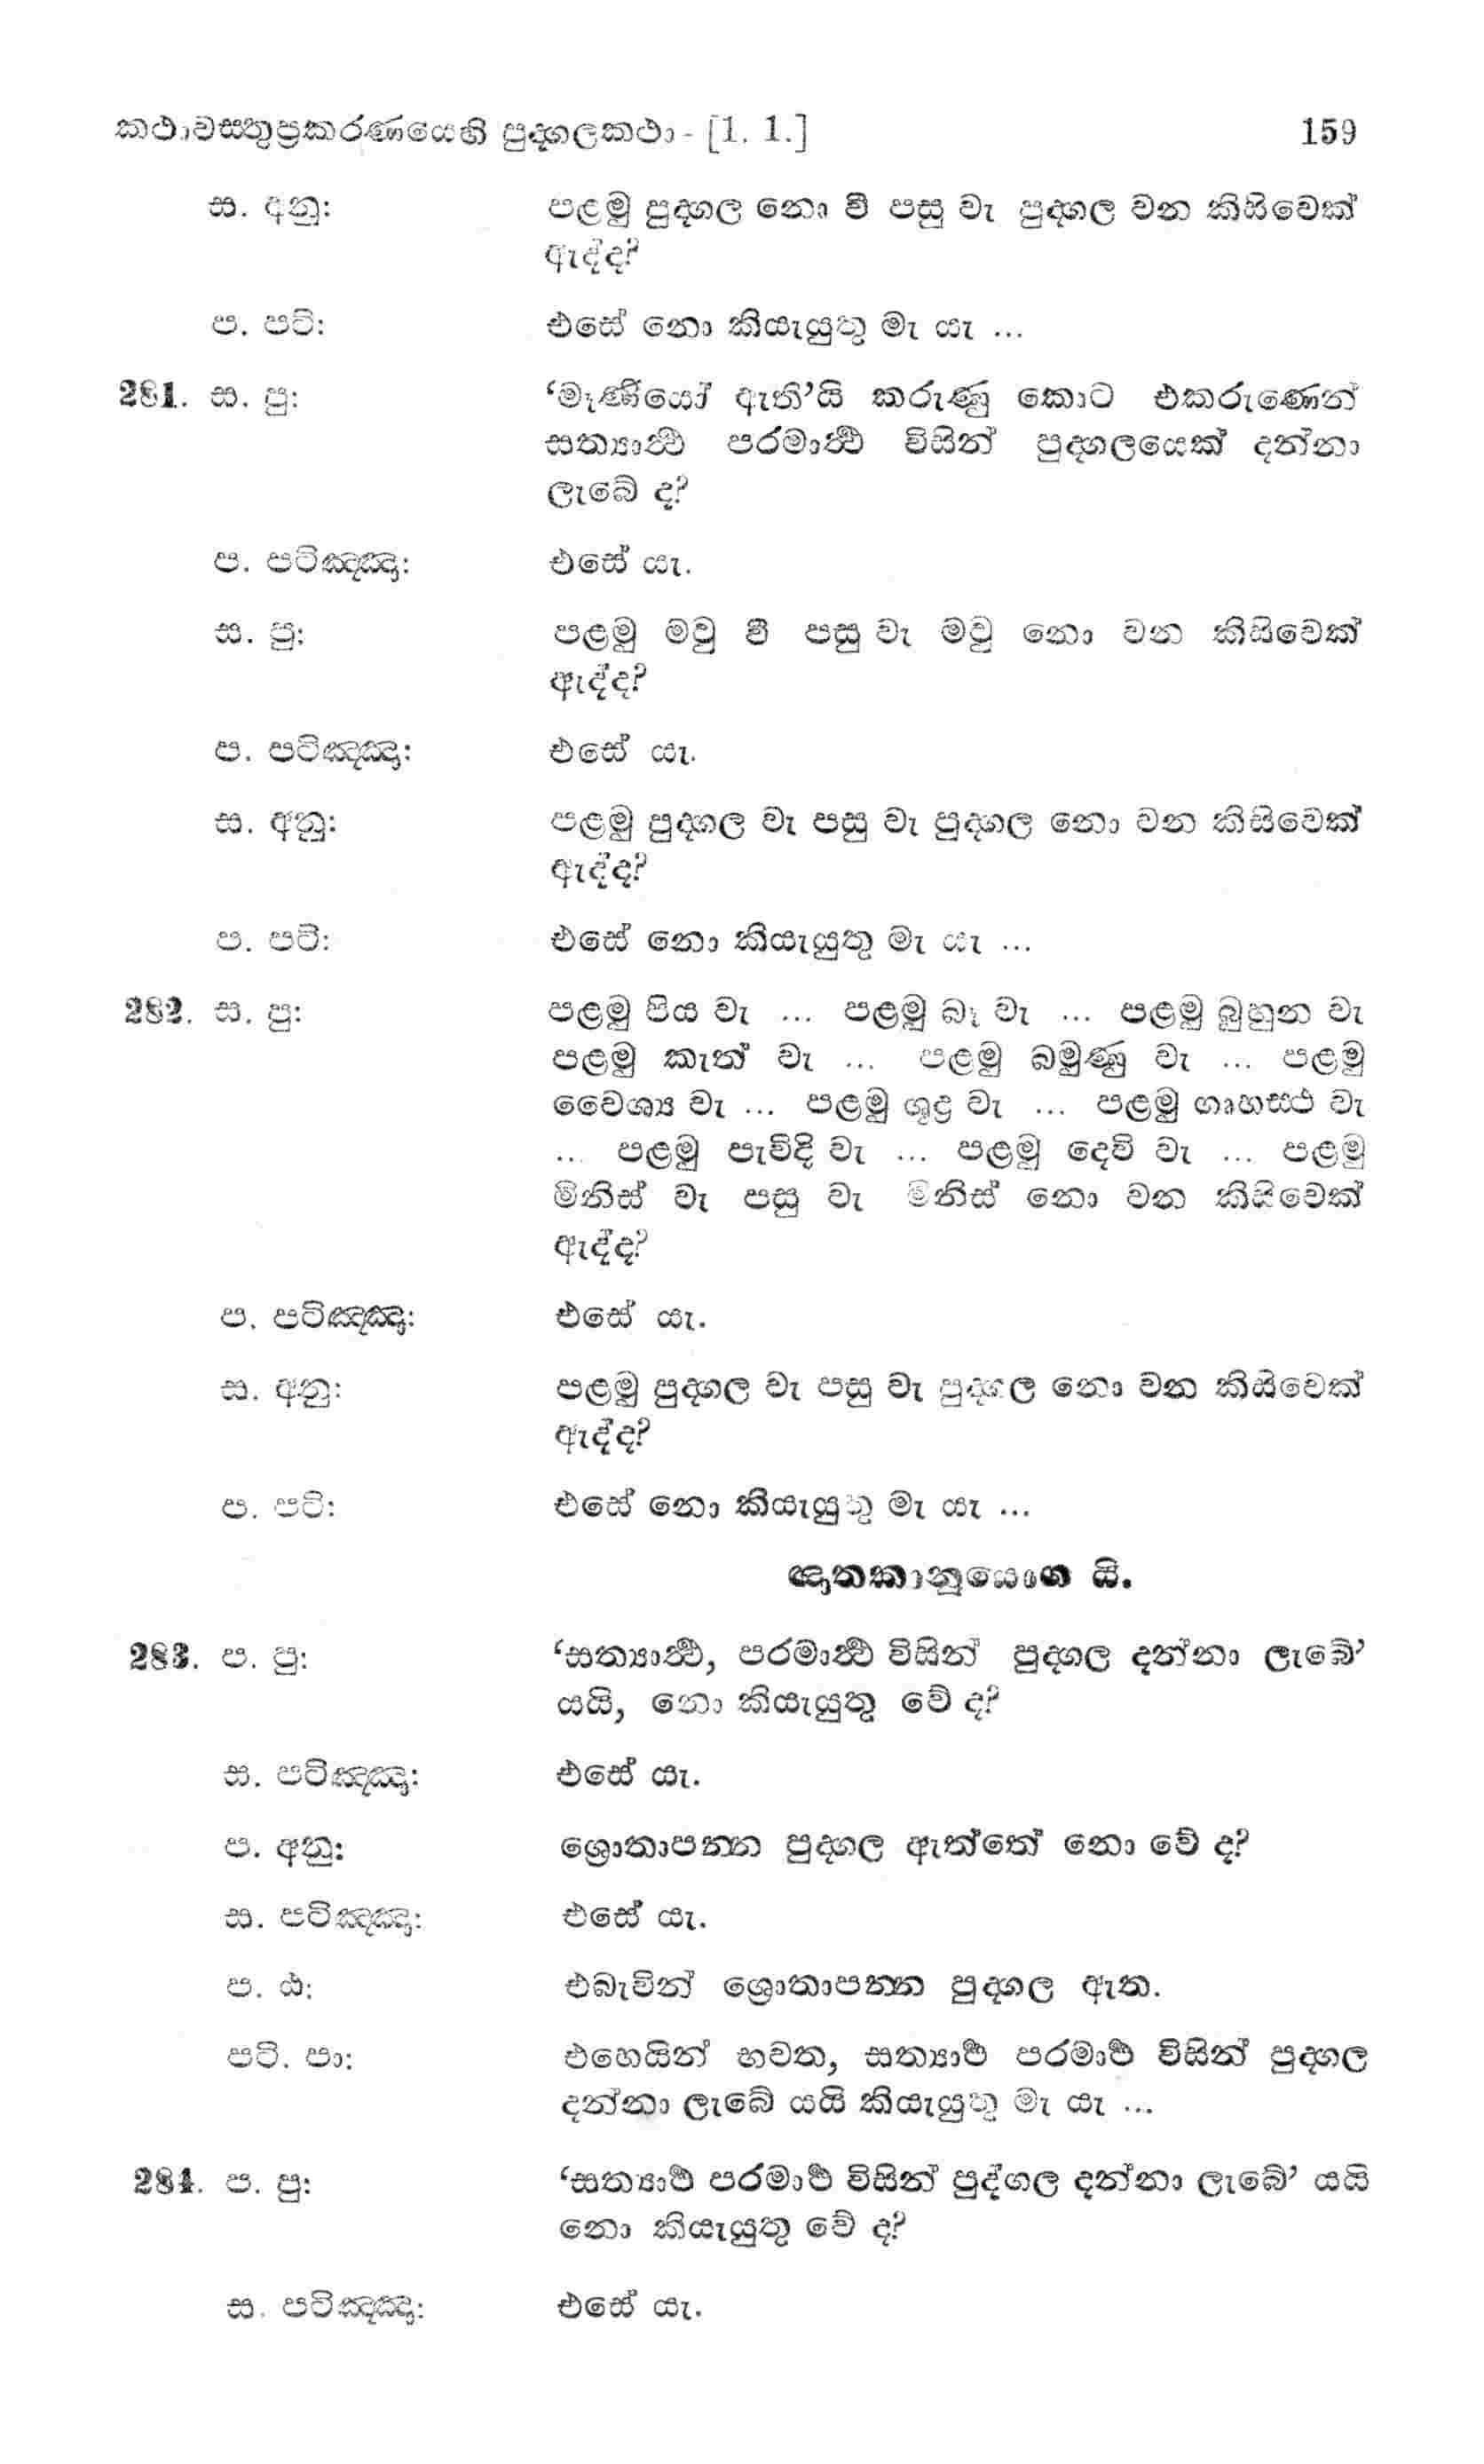 කථාවස්තුප්‍රකරණයෙහි පුද්ගලකථා - [1. 1.] 159
ස. අනු: පළමු පුද්ගල නො වී පසු වැ පුද්ගල වන කිසිවෙක්
ඇද්ද?
ප. පටි: එසේ නො කියැයුතු මැ යැ ...
281. ස. පු: ‘මෑණියෝ ඇති’යි කරුණු කොට එකරුණෙන්
සත්‍යාර්ත්‍ථ පරමාර්ත්‍ථ විසින් පුද්ගලයෙක් දන්නා
ලැබේ ද?
ප. පටිඤ්ඤා: එසේ යැ.
ස. පු: පළමු මවු වී පසු වැ මවු නො වන කිසිවෙක්
ඇද්ද?
ප. පටිඤ්ඤා: එසේ යැ.
ස. අනු: පළමු පුද්ගල වැ පසු වැ පුද්ගල නො වන කිසිවෙක්
ඇද්ද?
ප. පටි: එසේ නො කියැයුතු මැ යැ ...
282. ස. පු: පළමු පිය වැ ... පළමු බෑ වැ ... පළමු බුහුන වැ
පළමු කැත් වැ ... පළමු බමුණු වැ ... පළමු
වෛශ්‍ය වැ ... පළමු ශුද්‍ර වැ ... පළමු ගෘහස්ථ වැ
... පළමු පැවිදි වැ ... පළමු දෙවි වැ ... පළමු
මිනිස් වැ පසු වැ මිනිස් නො වන කිසිවෙක්
ඇද්ද?
ප. පටිඤ්ඤා: එසේ යැ.
ස. අනු: පළමු පුද්ගල වැ පසු වැ පුද්ගල නො වන කිසිවෙක්
ඇද්ද?
ප. පටි: එසේ නො කියැයුතු මැ යැ ...
ඤාතකානුයොග යි.
283. ප. පු: ‘සත්‍යාර්ත්‍ථ, පරමාර්ත්‍ථ විසින් පුද්ගල දන්නා ලැබේ’
යයි, නො කියැයුතු වේ ද?
ස. පටිඤ්ඤා: එසේ යැ.
ප. අනු: ශ්‍රොතාපන්න පුද්ගල ඇත්තේ නො වේ ද?
ස. පටිඤ්ඤා: එසේ යැ.
ප. ඨ: එබැවින් ශ්‍රොතාපන්න පුද්ගල ඇත.
පටි. පා: එහෙයින් භවත, සත්‍යාර්ථ පරමාර්ථ විසින් පුද්ගල
දන්නා ලැබේ යයි කියැයුතු මැ යැ ...
284. ප. පු: ‘සත්‍යාර්ථ පරමාර්ථ විසින් පුද්ගල දන්නා ලැබේ’ යයි
නො කියැයුතු වේ ද?
ස. පටිඤ්ඤා: එසේ යැ.